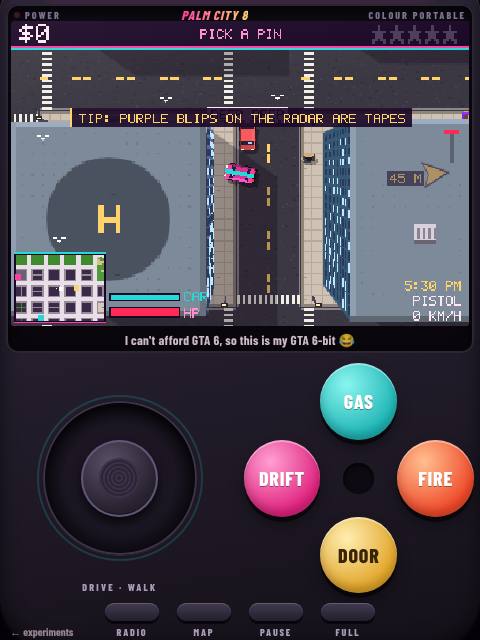 POWER
PALM CITY 8
COLOUR PORTABLE
$0
PICK A PIN
TIP: PURPLE BLIPS ON THE RADAR ARE TAPES
H
45 M
5:30 PM
PISTOL
0 KM/H
CAR
HP
I can't afford GTA 6, so this is my GTA 6-bit 😂
GAS
DRIFT
FIRE
DOOR
DRIVE · WALK
← experiments
RADIO
MAP
PAUSE
FULL